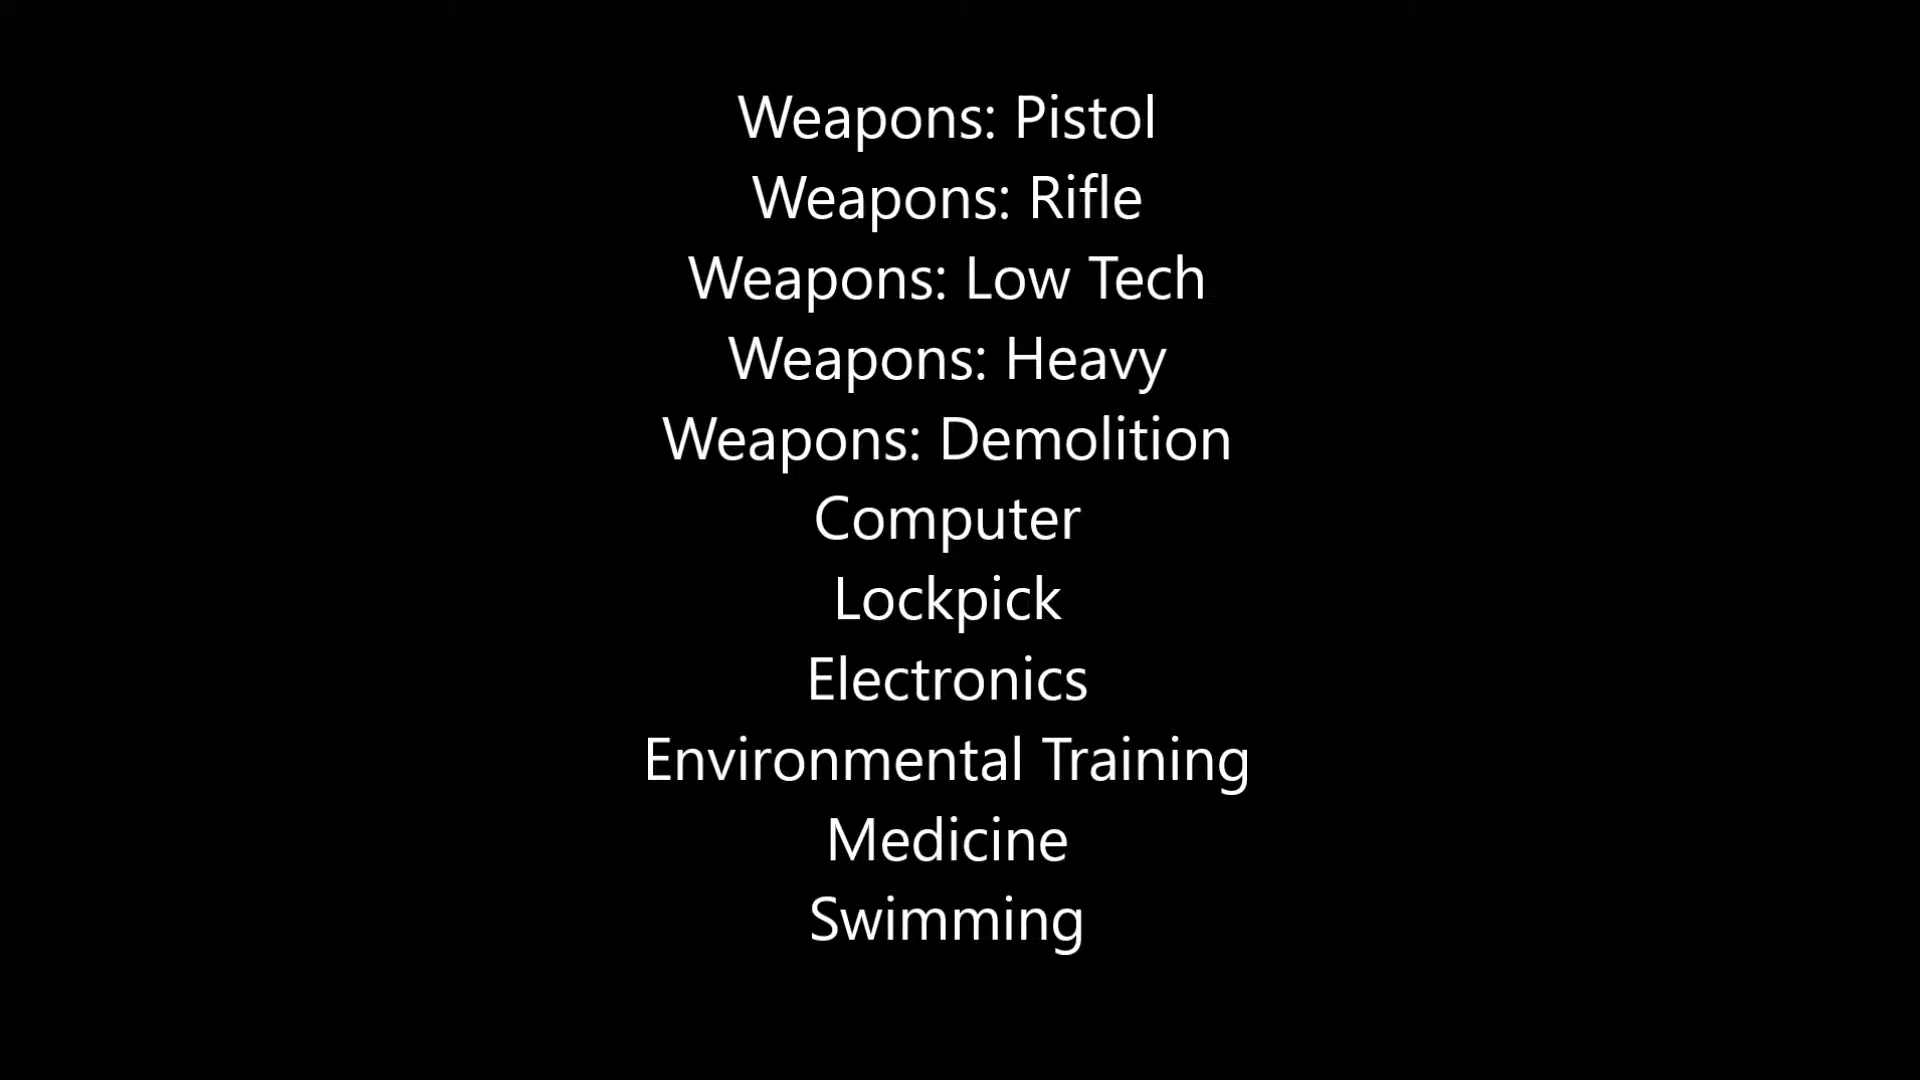 Weapons: Pistol
Weapons: Rifle
Weapons: Low Tech
Weapons: Heavy
Weapons: Demolition
Computer
Lockpick
Electronics
Environmental Training
Medicine
Swimming